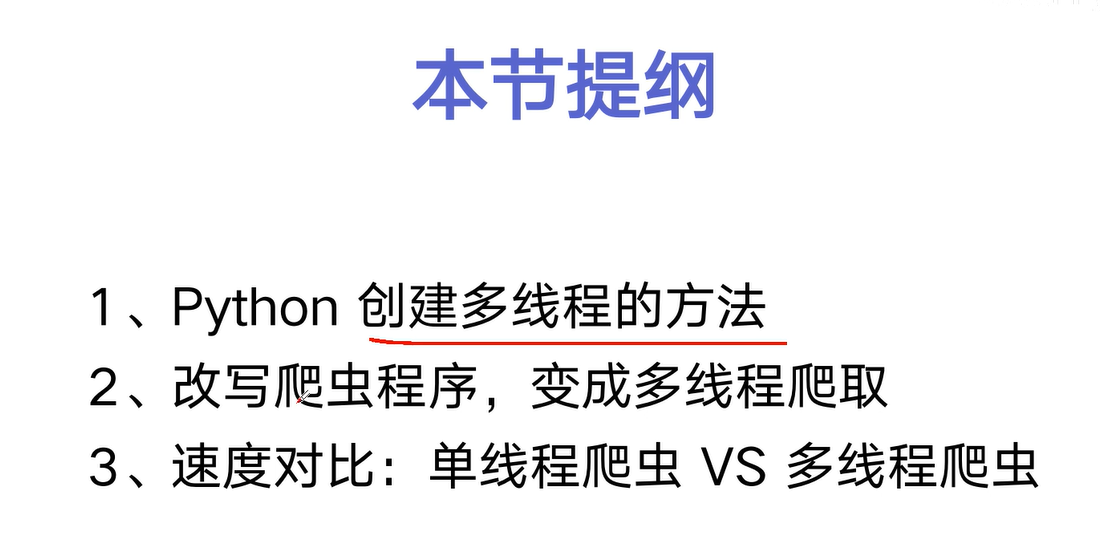 本节提纲
1、Python 创建多线程的方法
2、改写爬虫程序，变成多线程爬取
3、速度对比：单线程爬虫 VS 多线程爬虫